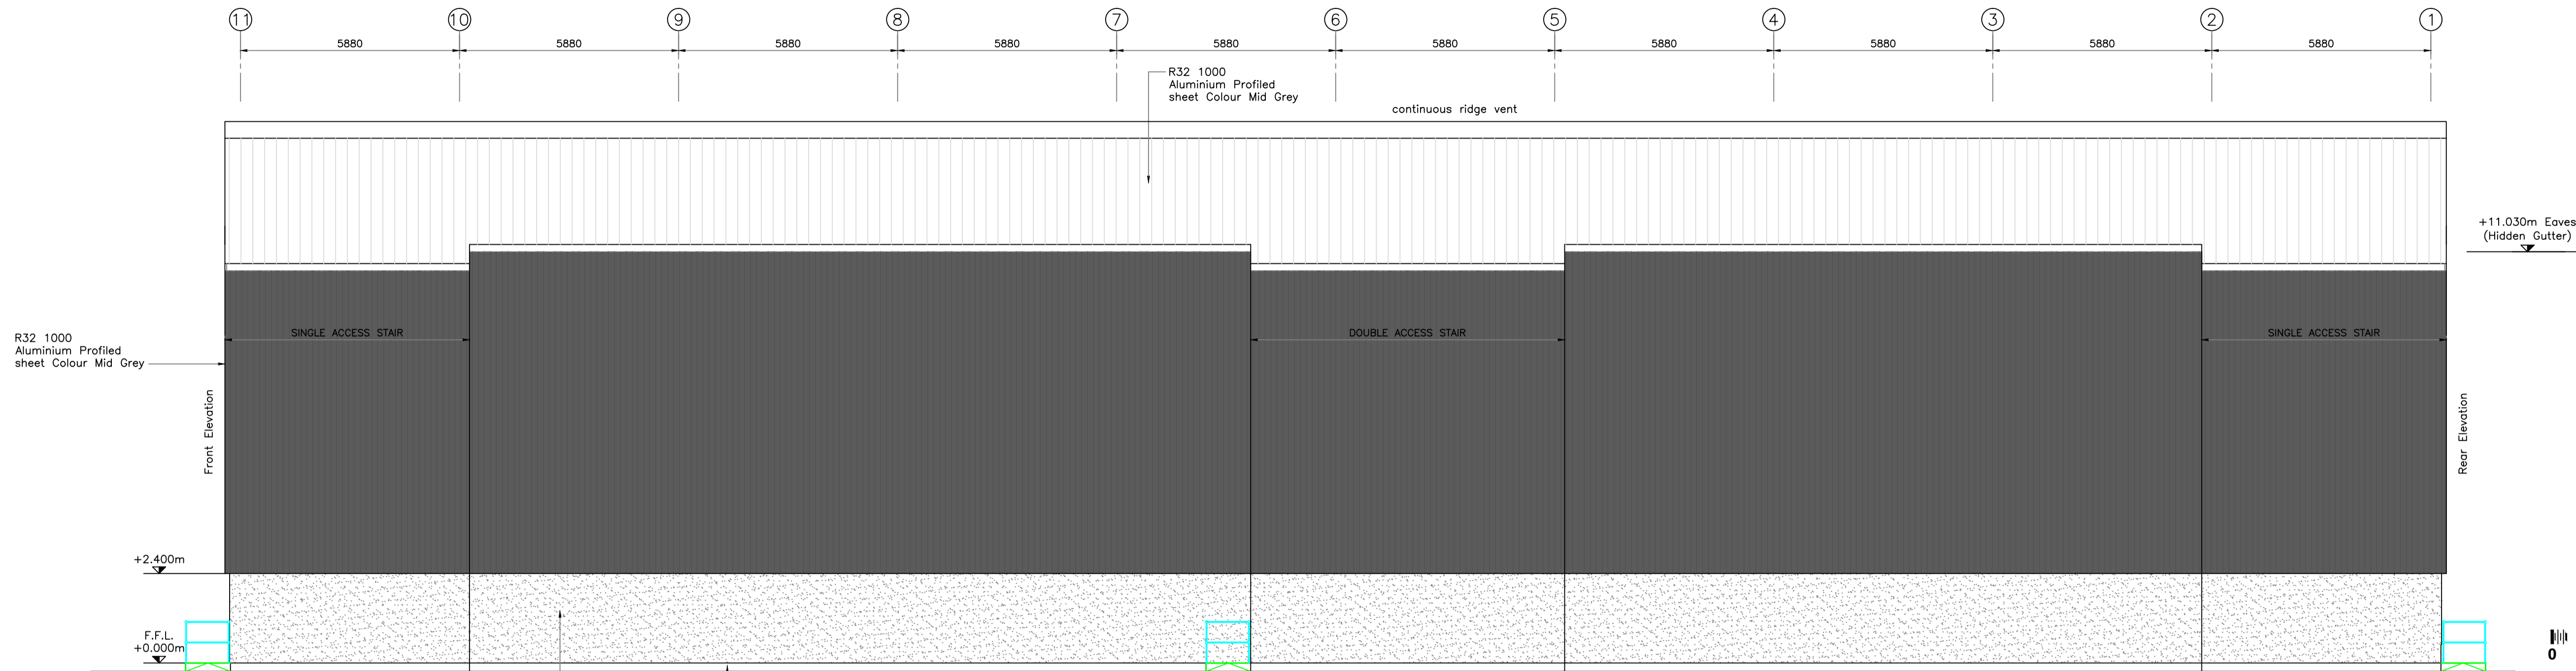 11 10 9 8 7 6 5 4 3 2 1
5880 5880 5880 5880 5880 5880 5880 5880 5880 5880
R32 1000
Aluminium Profiled
sheet Colour Mid Grey
continuous ridge vent
+11.030m Eaves
(Hidden Gutter)
SINGLE ACCESS STAIR
DOUBLE ACCESS STAIR
SINGLE ACCESS STAIR
R32 1000
Aluminium Profiled
sheet Colour Mid Grey
Front Elevation
Rear Elevation
+2.400m
F.F.L.
+0.000m
0